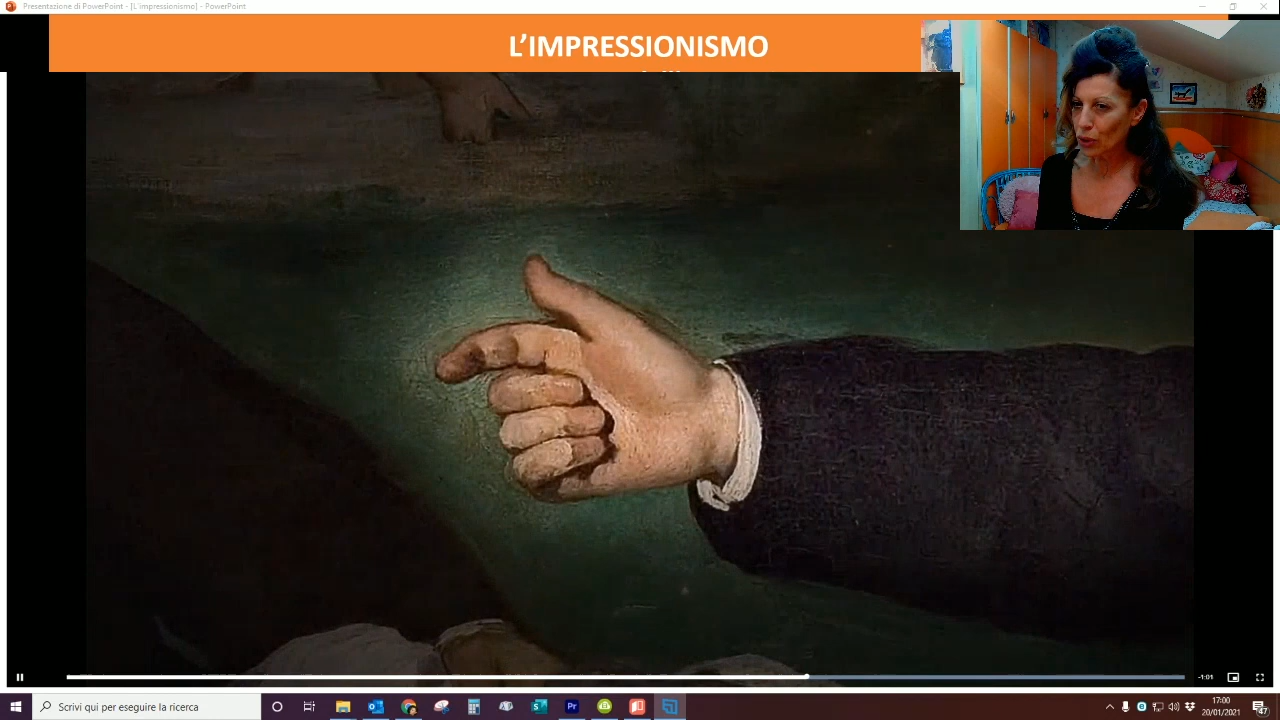 Presentazione di PowerPoint - [L'impressionismo] - PowerPoint
L'IMPRESSIONISMO
-1:01
Scrivi qui per eseguire la ricerca
17:00
20/01/2021
47